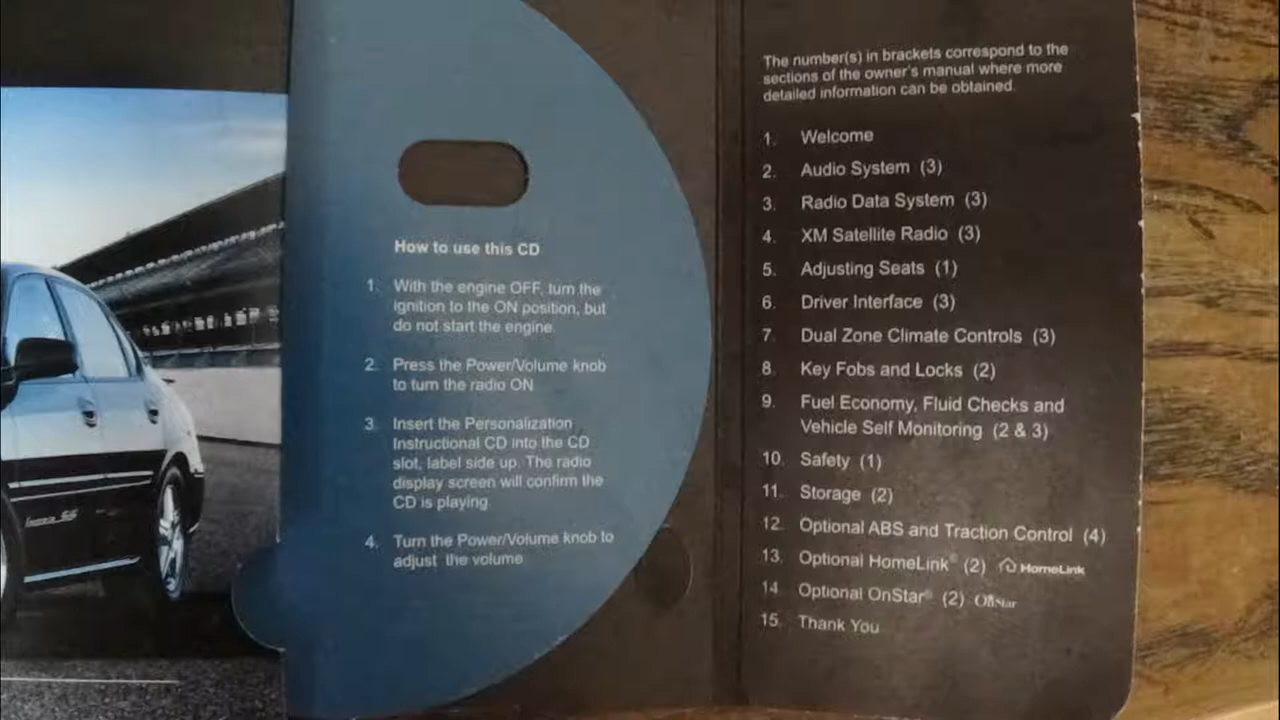 Impala SS
How to use this CD
1. With the engine OFF, turn the
ignition to the ON position, but
do not start the engine.
2. Press the Power/Volume knob
to turn the radio ON
3. Insert the Personalization
Instructional CD into the CD
slot, label side up. The radio
display screen will confirm the
CD is playing.
4. Turn the Power/Volume knob to
adjust the volume
The number(s) in brackets correspond to the
sections of the owner's manual where more
detailed information can be obtained.
1. Welcome
2. Audio System (3)
3. Radio Data System (3)
4. XM Satellite Radio (3)
5. Adjusting Seats (1)
6. Driver Interface (3)
7. Dual Zone Climate Controls (3)
8. Key Fobs and Locks (2)
9. Fuel Economy, Fluid Checks and
Vehicle Self Monitoring (2 & 3)
10. Safety (1)
11. Storage (2)
12. Optional ABS and Traction Control (4)
13. Optional HomeLink® (2) HomeLink
14 Optional OnStar® (2) OnStar
15. Thank You